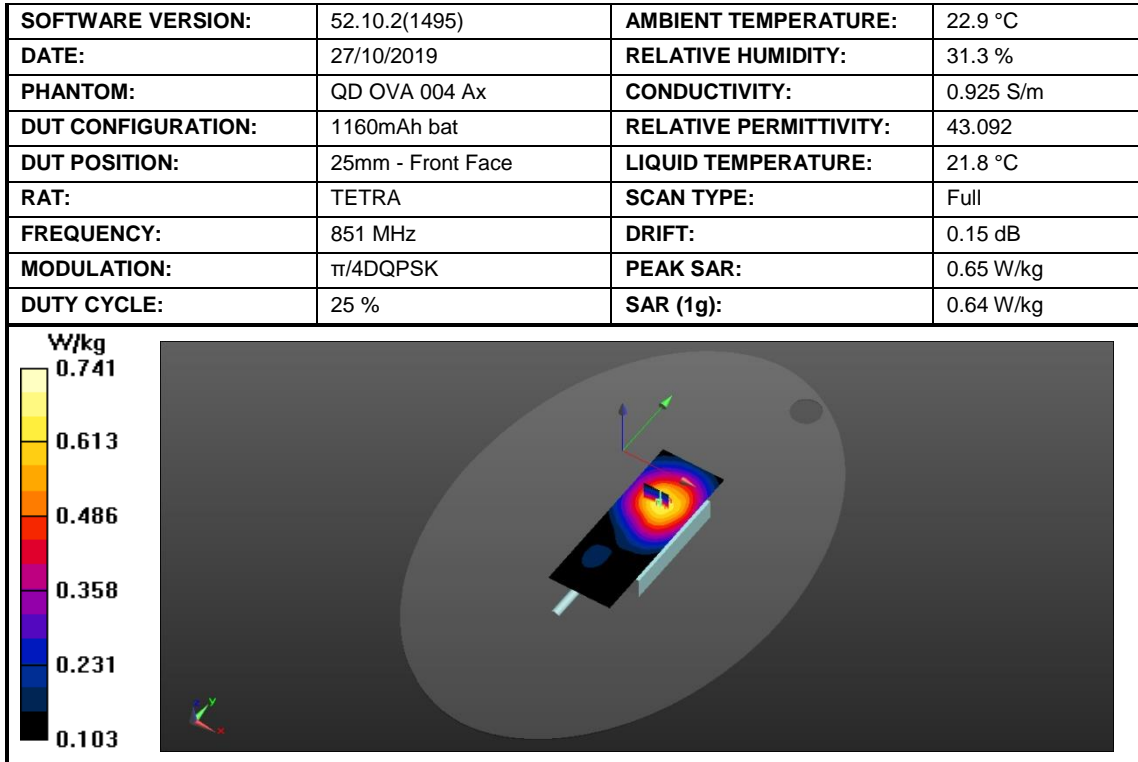 SOFTWARE VERSION: 52.10.2(1495) AMBIENT TEMPERATURE: 22.9 °C
DATE: 27/10/2019 RELATIVE HUMIDITY: 31.3 %
PHANTOM: QD OVA 004 Ax CONDUCTIVITY: 0.925 S/m
DUT CONFIGURATION: 1160mAh bat RELATIVE PERMITTIVITY: 43.092
DUT POSITION: 25mm - Front Face LIQUID TEMPERATURE: 21.8 °C
RAT: TETRA SCAN TYPE: Full
FREQUENCY: 851 MHz DRIFT: 0.15 dB
MODULATION: π/4DQPSK PEAK SAR: 0.65 W/kg
DUTY CYCLE: 25 % SAR (1g): 0.64 W/kg
W/kg
0.741
0.613
0.486
0.358
0.231
0.103
y
x